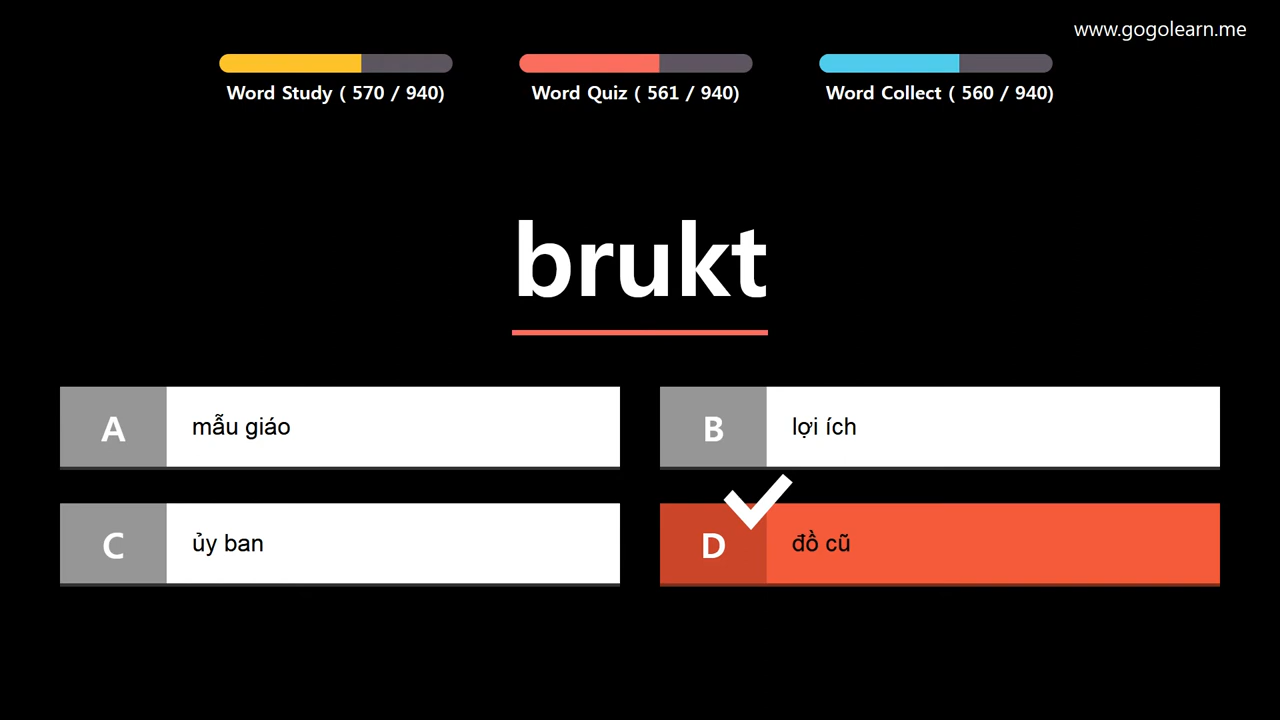 www.gogolearn.me
Word Study ( 570 / 940)
Word Quiz ( 561 / 940)
Word Collect ( 560 / 940)
brukt
A mẫu giáo
B lợi ích
C ủy ban
D đồ cũ